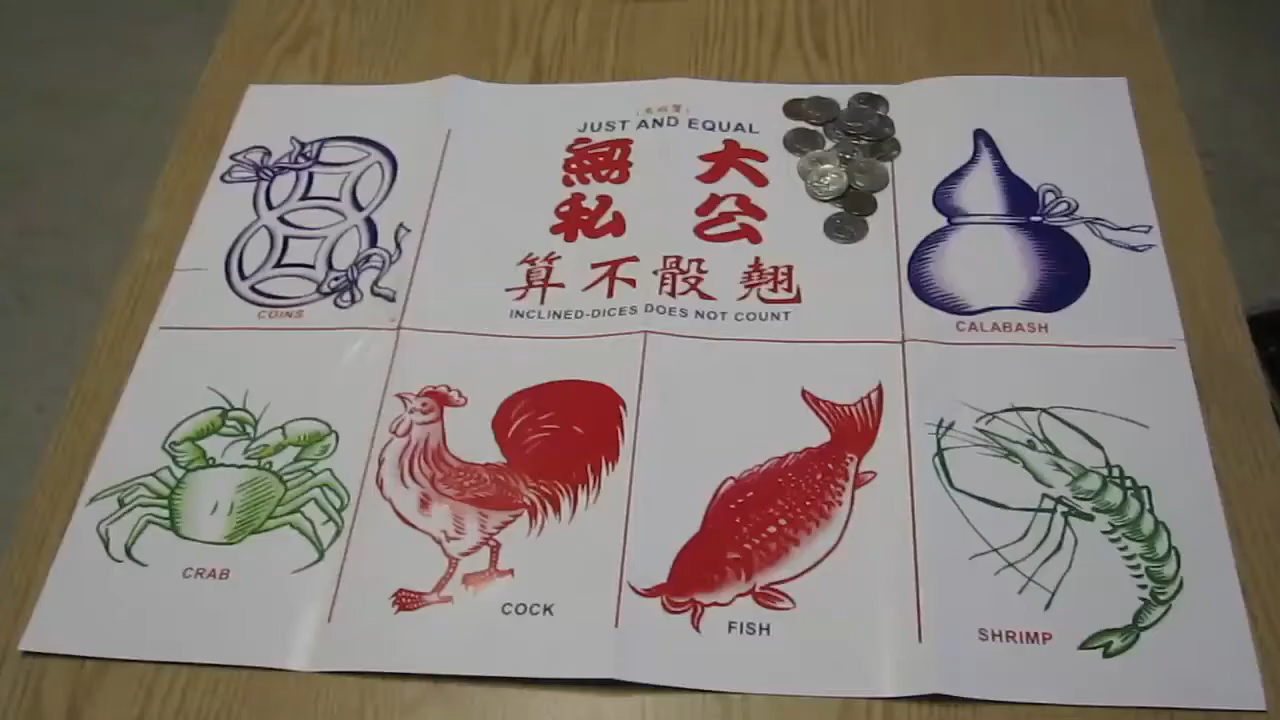 JUST AND EQUAL
大公
無私
翹骰不算
INCLINED-DICES DOES NOT COUNT
COINS
CALABASH
CRAB
COCK
FISH
SHRIMP